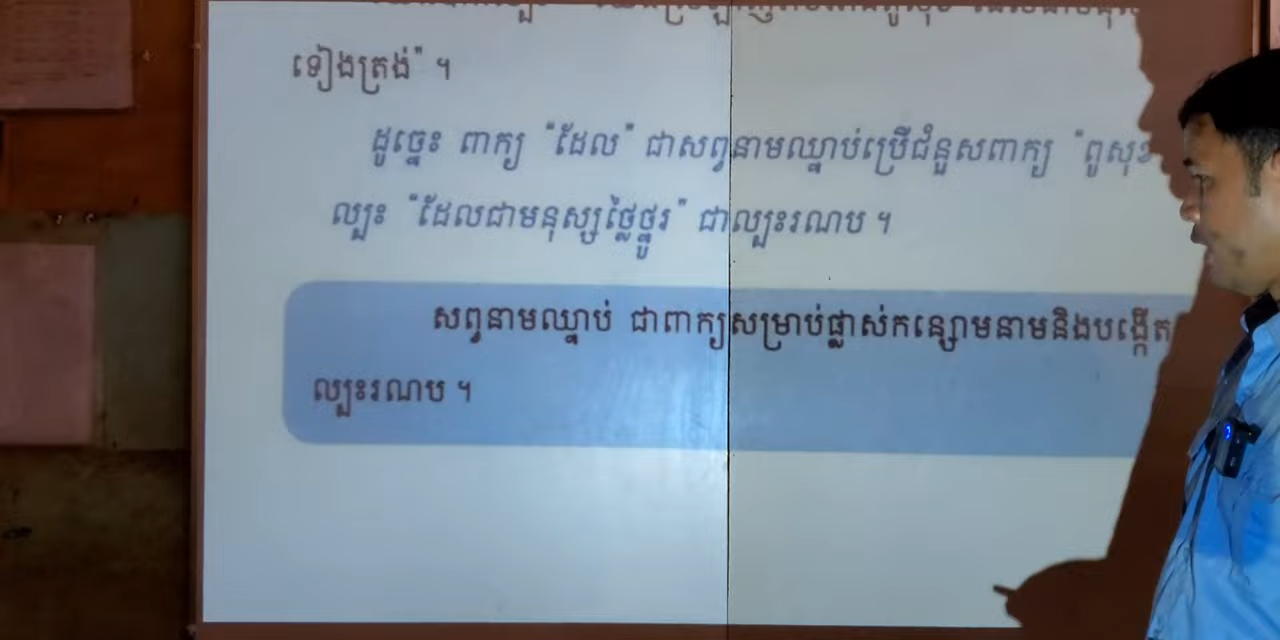 ទៀងត្រង់" ។
ដូច្នេះ ពាក្យ "ដែល" ជាសព្វនាមឈ្នាប់ប្រើជំនួសពាក្យ "ពូសុខ
ល្បះ "ដែលជាមនុស្សថ្លៃថ្នូរ" ជាល្បះរណប ។
សព្វនាមឈ្នាប់ ជាពាក្យសម្រាប់ផ្លាស់កន្សោមនាមនិងបង្កើត
ល្បះរណប ។